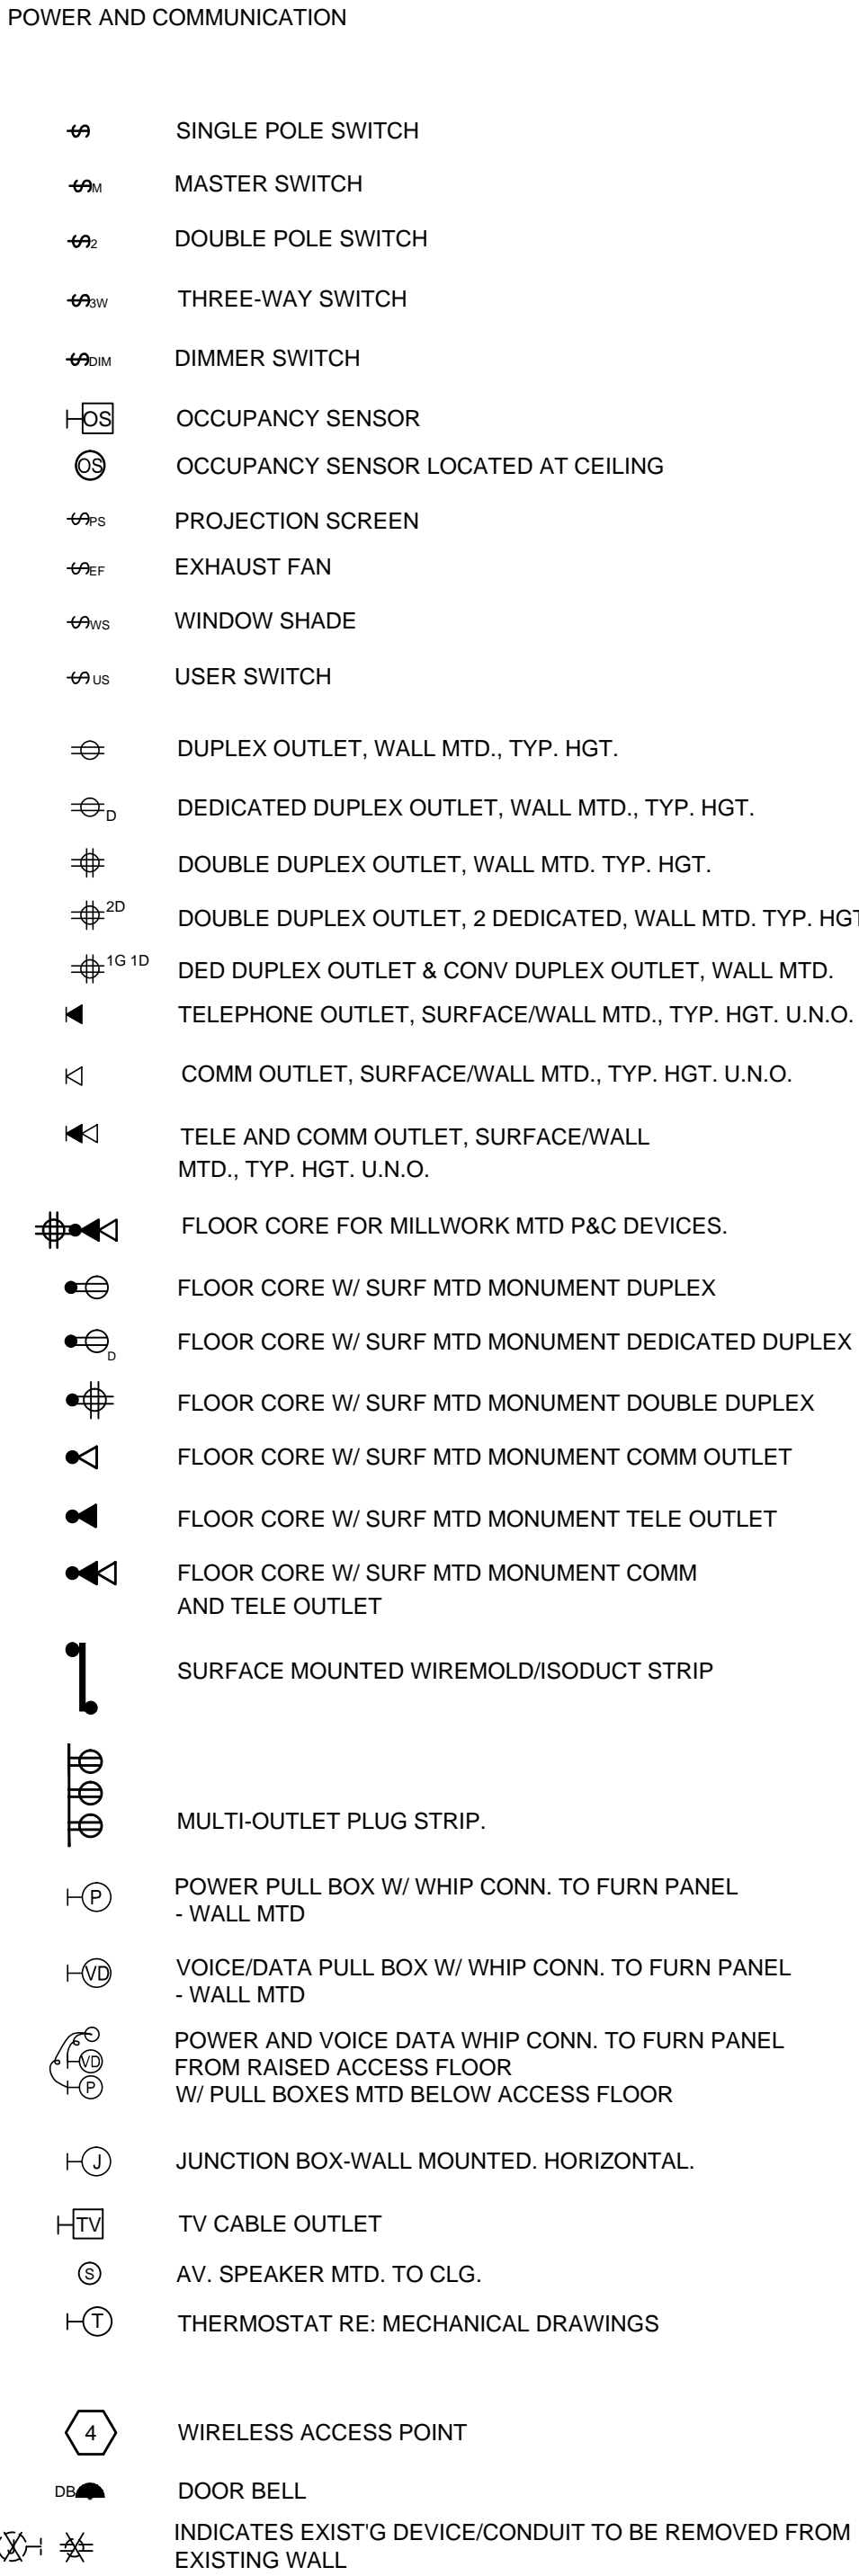 POWER AND COMMUNICATION
$ SINGLE POLE SWITCH
$M MASTER SWITCH
$2 DOUBLE POLE SWITCH
$3W THREE-WAY SWITCH
$DIM DIMMER SWITCH
OS OCCUPANCY SENSOR
OS OCCUPANCY SENSOR LOCATED AT CEILING
$PS PROJECTION SCREEN
$EF EXHAUST FAN
$WS WINDOW SHADE
$US USER SWITCH
DUPLEX OUTLET, WALL MTD., TYP. HGT.
D DEDICATED DUPLEX OUTLET, WALL MTD., TYP. HGT.
DOUBLE DUPLEX OUTLET, WALL MTD. TYP. HGT.
2D DOUBLE DUPLEX OUTLET, 2 DEDICATED, WALL MTD. TYP. HGT
1G 1D DED DUPLEX OUTLET & CONV DUPLEX OUTLET, WALL MTD.
TELEPHONE OUTLET, SURFACE/WALL MTD., TYP. HGT. U.N.O.
COMM OUTLET, SURFACE/WALL MTD., TYP. HGT. U.N.O.
TELE AND COMM OUTLET, SURFACE/WALL
MTD., TYP. HGT. U.N.O.
FLOOR CORE FOR MILLWORK MTD P&C DEVICES.
FLOOR CORE W/ SURF MTD MONUMENT DUPLEX
D FLOOR CORE W/ SURF MTD MONUMENT DEDICATED DUPLEX
FLOOR CORE W/ SURF MTD MONUMENT DOUBLE DUPLEX
FLOOR CORE W/ SURF MTD MONUMENT COMM OUTLET
FLOOR CORE W/ SURF MTD MONUMENT TELE OUTLET
FLOOR CORE W/ SURF MTD MONUMENT COMM
AND TELE OUTLET
SURFACE MOUNTED WIREMOLD/ISODUCT STRIP
MULTI-OUTLET PLUG STRIP.
P POWER PULL BOX W/ WHIP CONN. TO FURN PANEL
- WALL MTD
VD VOICE/DATA PULL BOX W/ WHIP CONN. TO FURN PANEL
- WALL MTD
POWER AND VOICE DATA WHIP CONN. TO FURN PANEL
VD FROM RAISED ACCESS FLOOR
P W/ PULL BOXES MTD BELOW ACCESS FLOOR
J JUNCTION BOX-WALL MOUNTED. HORIZONTAL.
TV TV CABLE OUTLET
S AV. SPEAKER MTD. TO CLG.
T THERMOSTAT RE: MECHANICAL DRAWINGS
4 WIRELESS ACCESS POINT
DB DOOR BELL
J INDICATES EXIST'G DEVICE/CONDUIT TO BE REMOVED FROM
EXISTING WALL